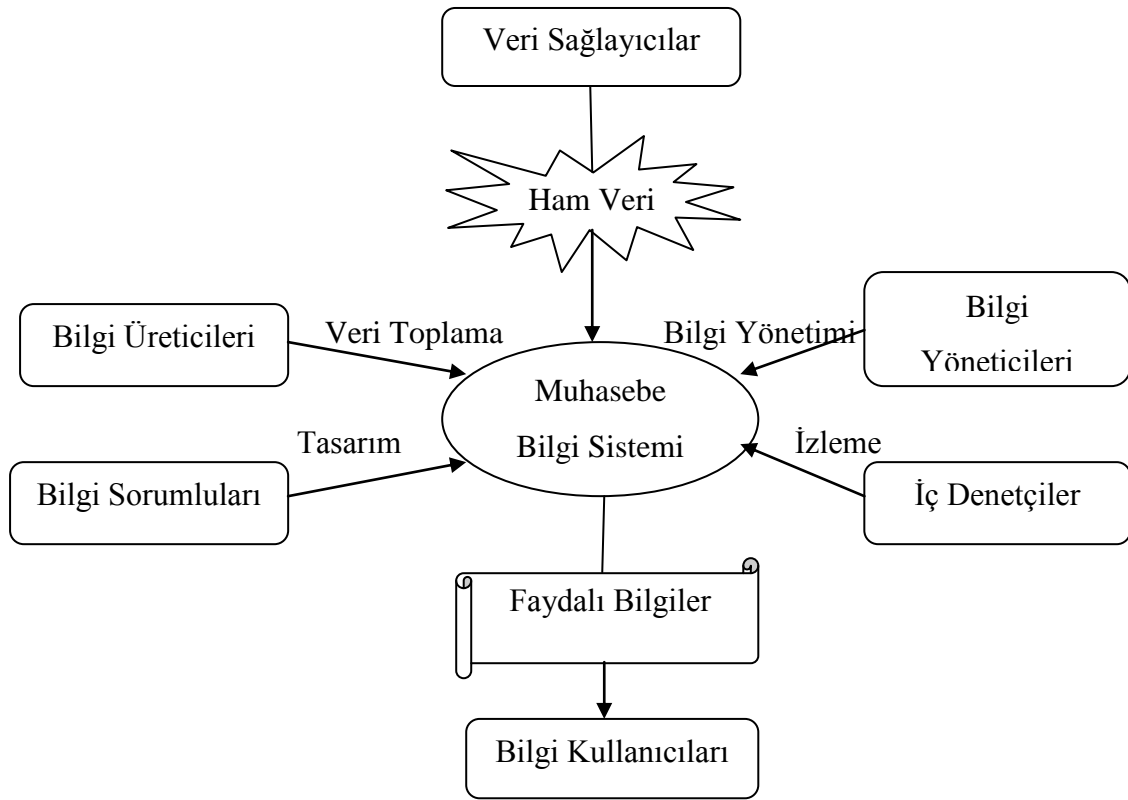 Veri Sağlayıcılar
Ham Veri
Bilgi Üreticileri
Veri Toplama
Bilgi Yönetimi
Bilgi
Yöneticileri
Muhasebe
Bilgi Sistemi
Tasarım
İzleme
Bilgi Sorumluları
İç Denetçiler
Faydalı Bilgiler
Bilgi Kullanıcıları